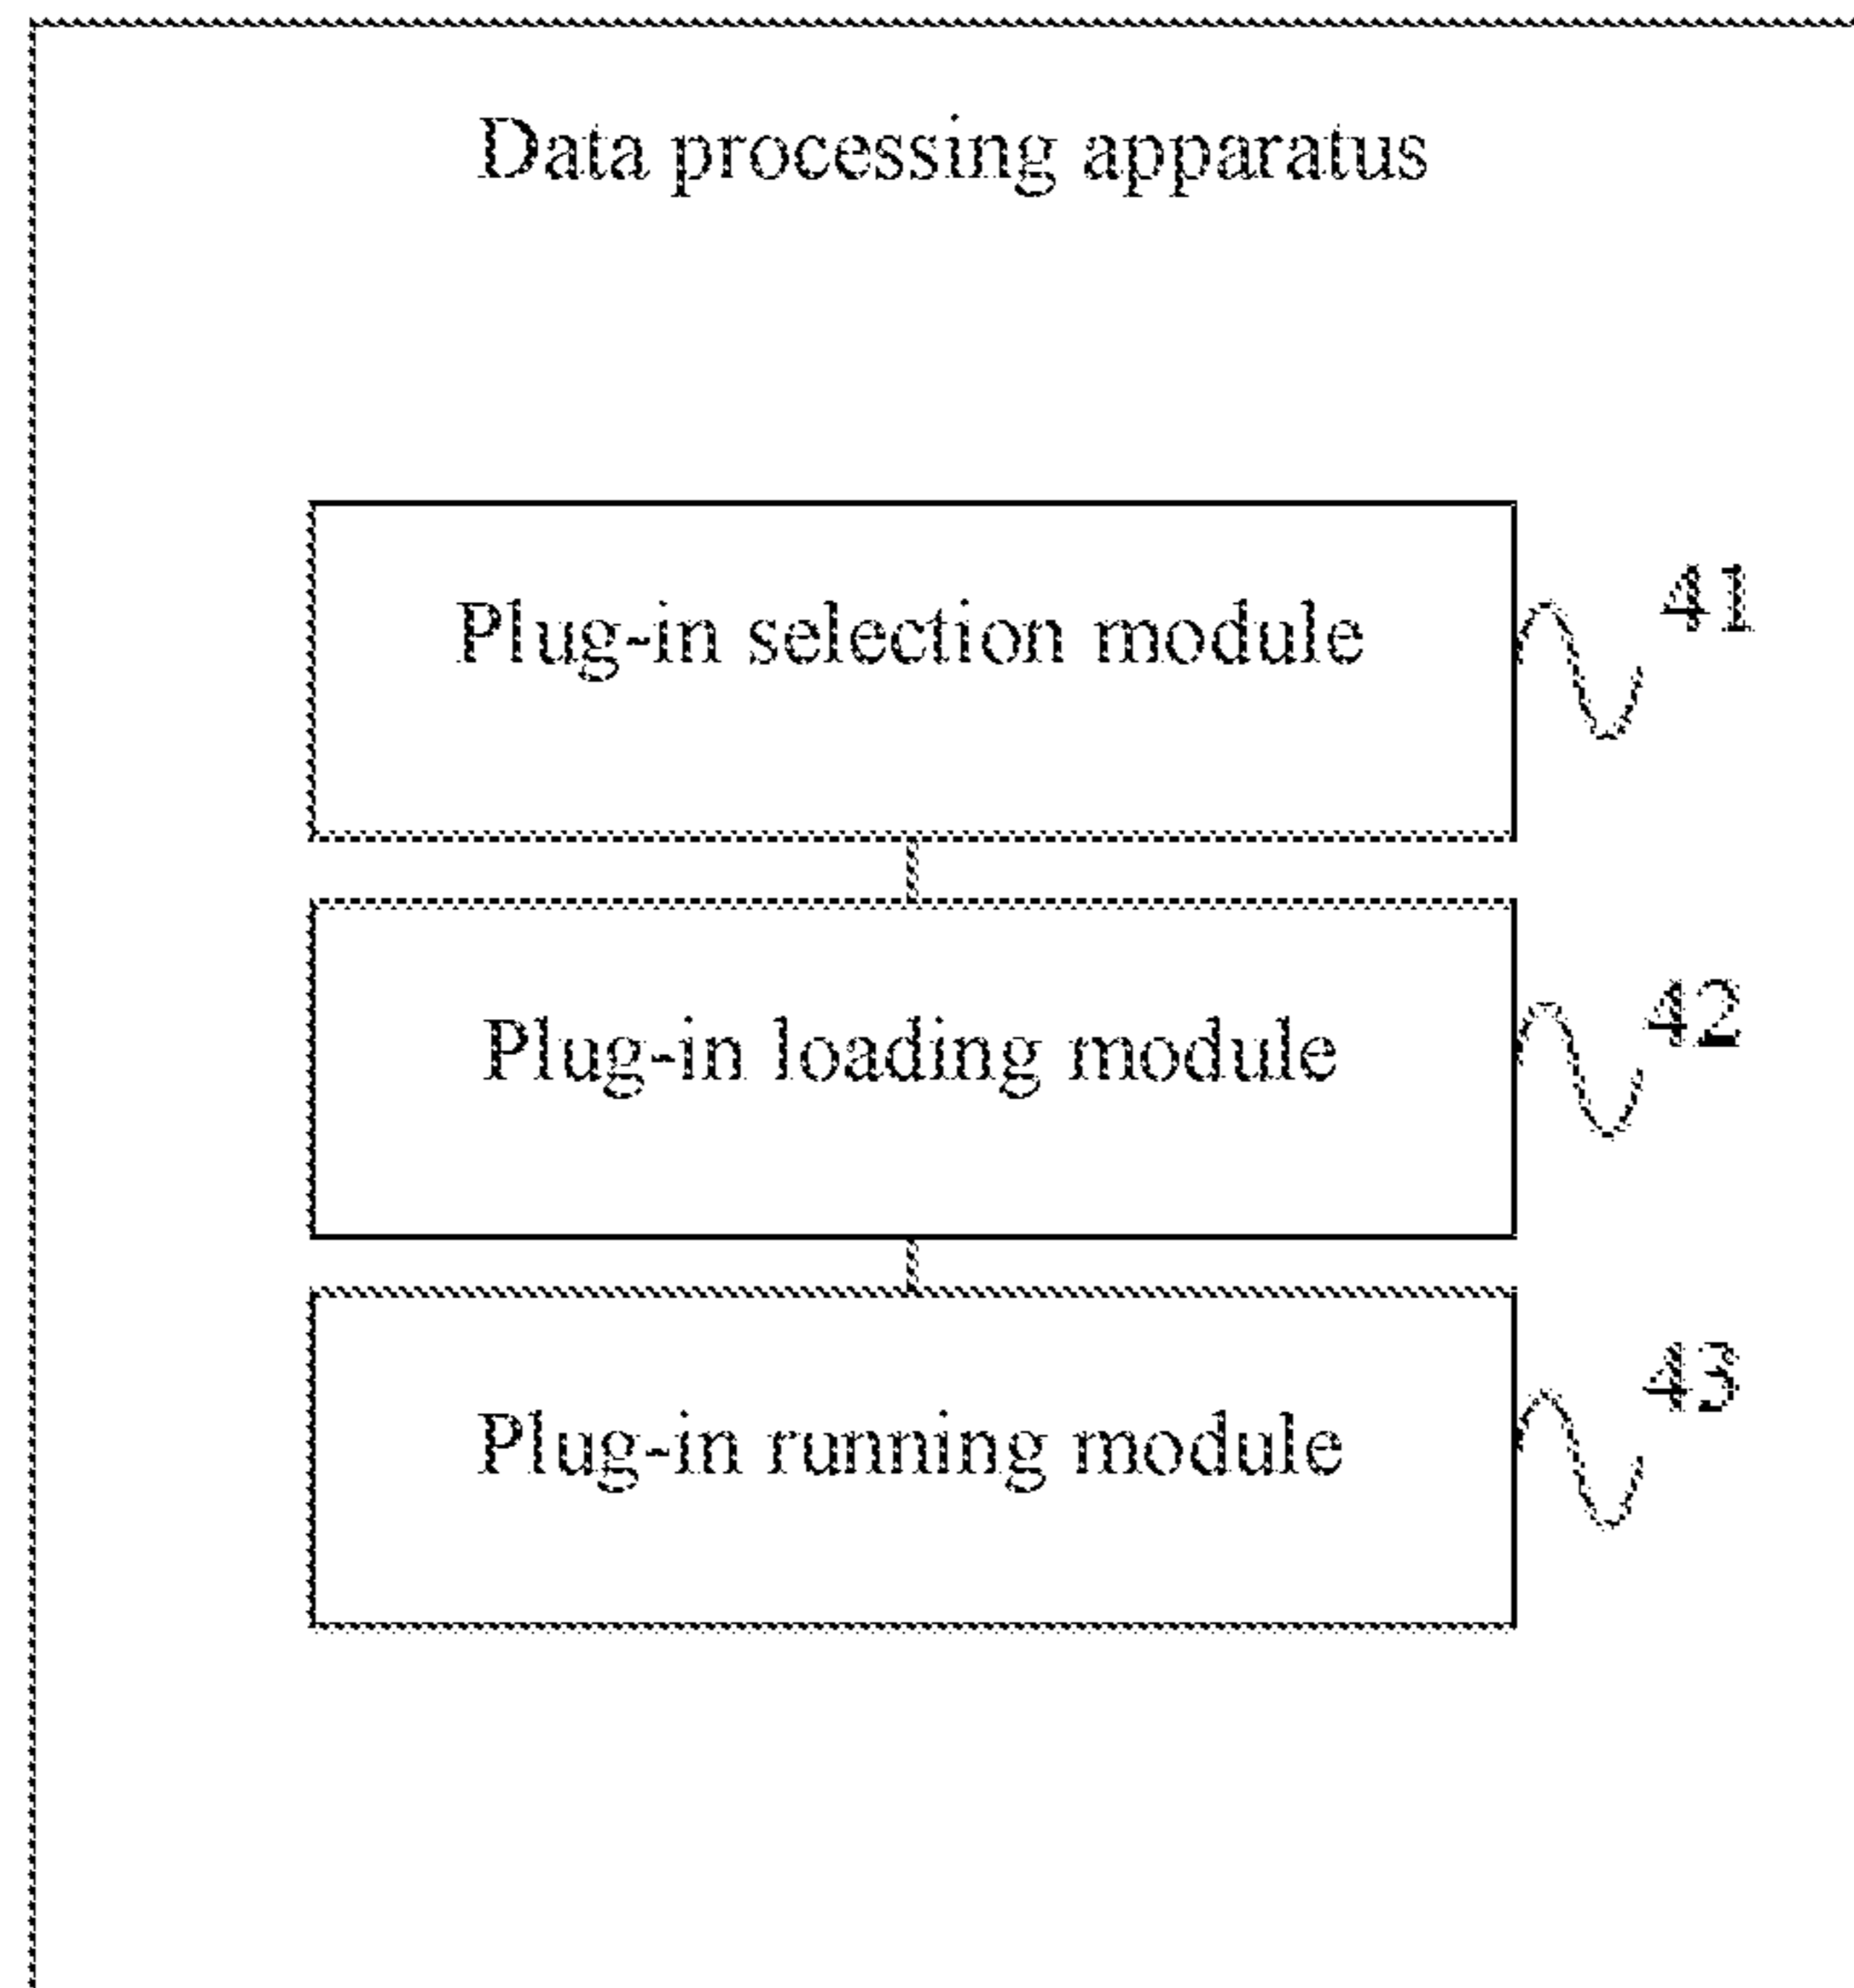 Data processing apparatus
Plug-in selection module
41
Plug-in loading module
42
Plug-in running module
43